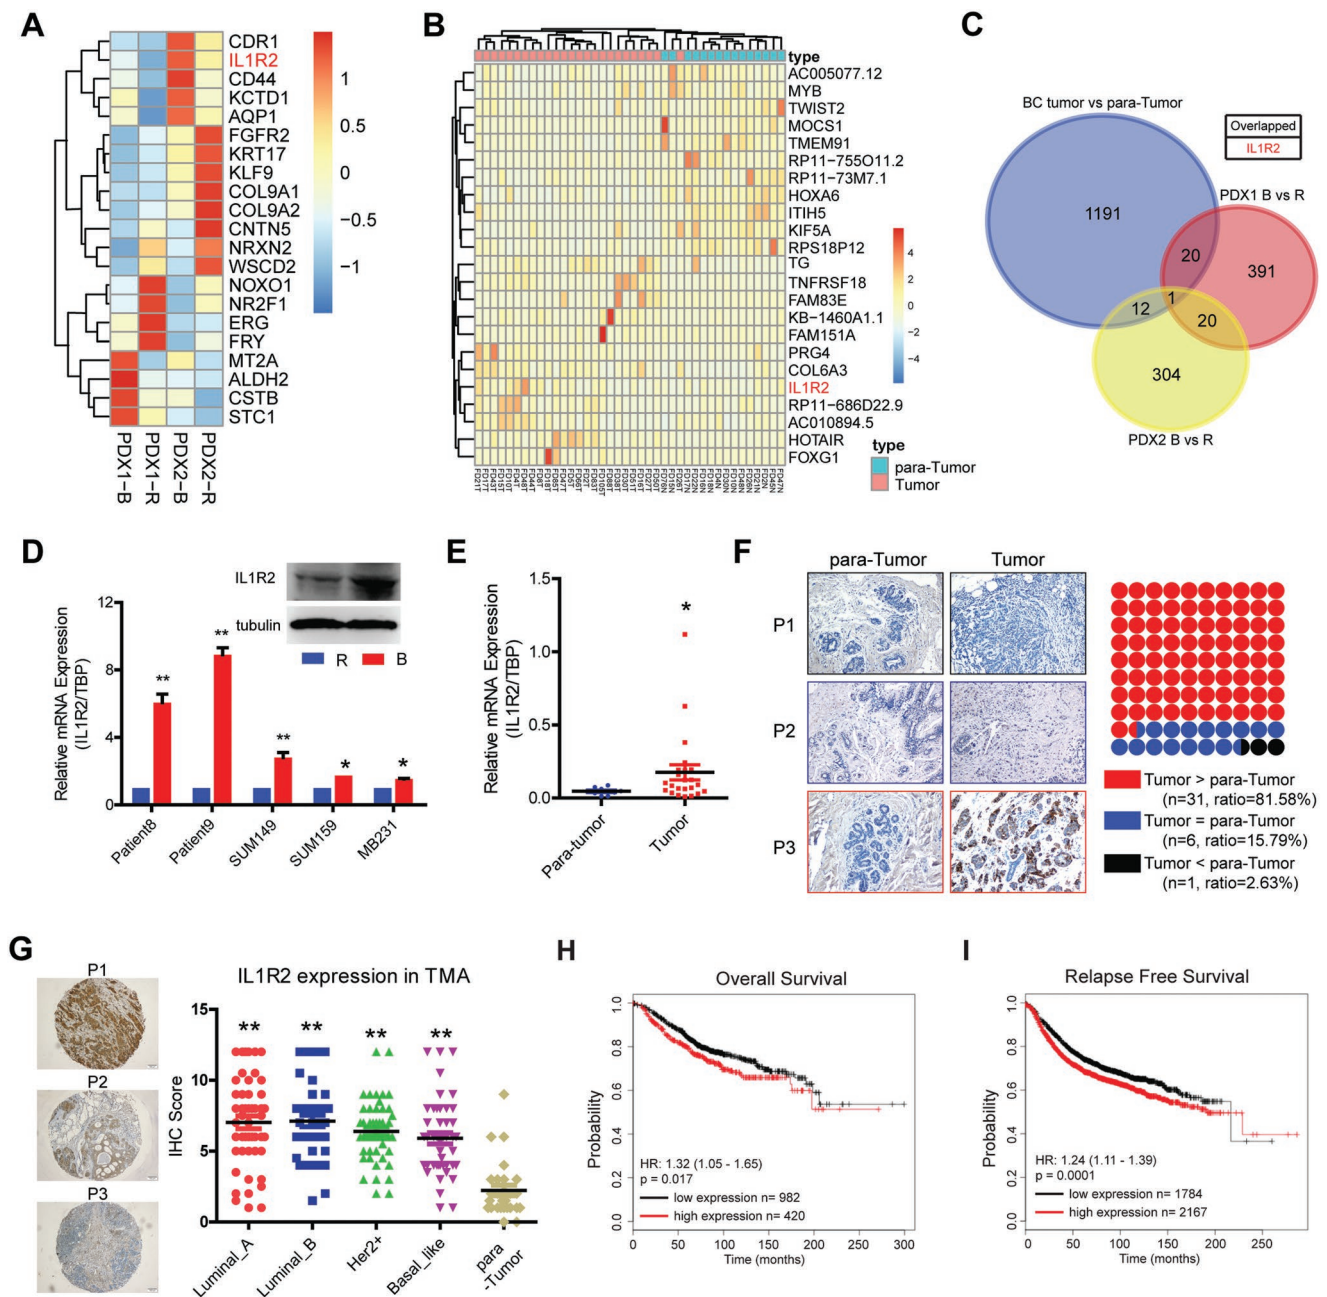 A
CDR1
IL1R2
CD44
KCTD1
AQP1
FGFR2
KRT17
KLF9
COL9A1
COL9A2
CNTN5
NRXN2
WSCD2
NOXO1
NR2F1
ERG
FRY
MT2A
ALDH2
CSTB
STC1
1
0.5
0
−0.5
−1
PDX1-B
PDX1-R
PDX2-B
PDX2-R
B
type
AC005077.12
MYB
TWIST2
MOCS1
TMEM91
RP11−755O11.2
RP11−73M7.1
HOXA6
ITIH5
KIF5A
RPS18P12
TG
TNFRSF18
FAM83E
KB−1460A1.1
FAM151A
PRG4
COL6A3
IL1R2
RP11−686D22.9
AC010894.5
HOTAIR
FOXG1
4
2
0
−2
−4
type
para-Tumor
Tumor
C
BC tumor vs para-Tumor
Overlapped
IL1R2
PDX1 B vs R
1191
20
391
12
1
20
304
PDX2 B vs R
D
IL1R2
tubulin
R B
Relative mRNA Expression
(IL1R2/TBP)
12
8
4
0
**
**
**
*
*
Patient8
Patient9
SUM149
SUM159
MB231
E
Relative mRNA Expression
(IL1R2/TBP)
1.5
1.0
0.5
0.0
*
Para-tumor
Tumor
F
para-Tumor Tumor
P1
P2
P3
Tumor > para-Tumor
(n=31, ratio=81.58%)
Tumor = para-Tumor
(n=6, ratio=15.79%)
Tumor < para-Tumor
(n=1, ratio=2.63%)
G
P1
P2
P3
IL1R2 expression in TMA
IHC Score
15
10
5
0
** ** ** **
Luminal_A
Luminal_B
Her2+
Basal_like
para
-Tumor
H
Overall Survival
Probability
1.0
0.8
0.6
0.4
0.2
0.0
HR: 1.32 (1.05 - 1.65)
p = 0.017
low expression n= 982
high expression n= 420
0 50 100 150 200 250 300
Time (months)
I
Relapse Free Survival
Probability
1.0
0.8
0.6
0.4
0.2
0.0
HR: 1.24 (1.11 - 1.39)
p = 0.0001
low expression n= 1784
high expression n= 2167
0 50 100 150 200 250
Time (months)